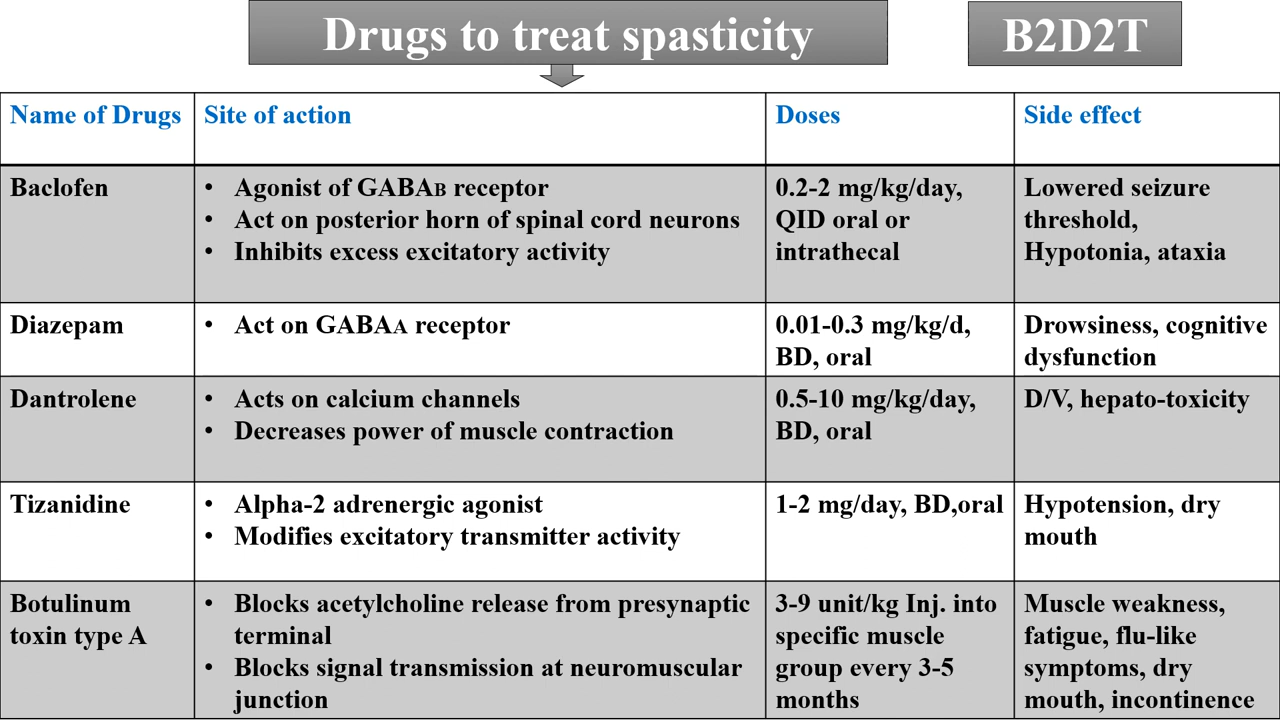 Drugs to treat spasticity
B2D2T
Name of Drugs
Site of action
Doses
Side effect
Baclofen
• Agonist of GABAB receptor
• Act on posterior horn of spinal cord neurons
• Inhibits excess excitatory activity
0.2-2 mg/kg/day,
QID oral or
intrathecal
Lowered seizure
threshold,
Hypotonia, ataxia
Diazepam
• Act on GABAA receptor
0.01-0.3 mg/kg/d,
BD, oral
Drowsiness, cognitive
dysfunction
Dantrolene
• Acts on calcium channels
• Decreases power of muscle contraction
0.5-10 mg/kg/day,
BD, oral
D/V, hepato-toxicity
Tizanidine
• Alpha-2 adrenergic agonist
• Modifies excitatory transmitter activity
1-2 mg/day, BD,oral
Hypotension, dry
mouth
Botulinum
toxin type A
• Blocks acetylcholine release from presynaptic
terminal
• Blocks signal transmission at neuromuscular
junction
3-9 unit/kg Inj. into
specific muscle
group every 3-5
months
Muscle weakness,
fatigue, flu-like
symptoms, dry
mouth, incontinence